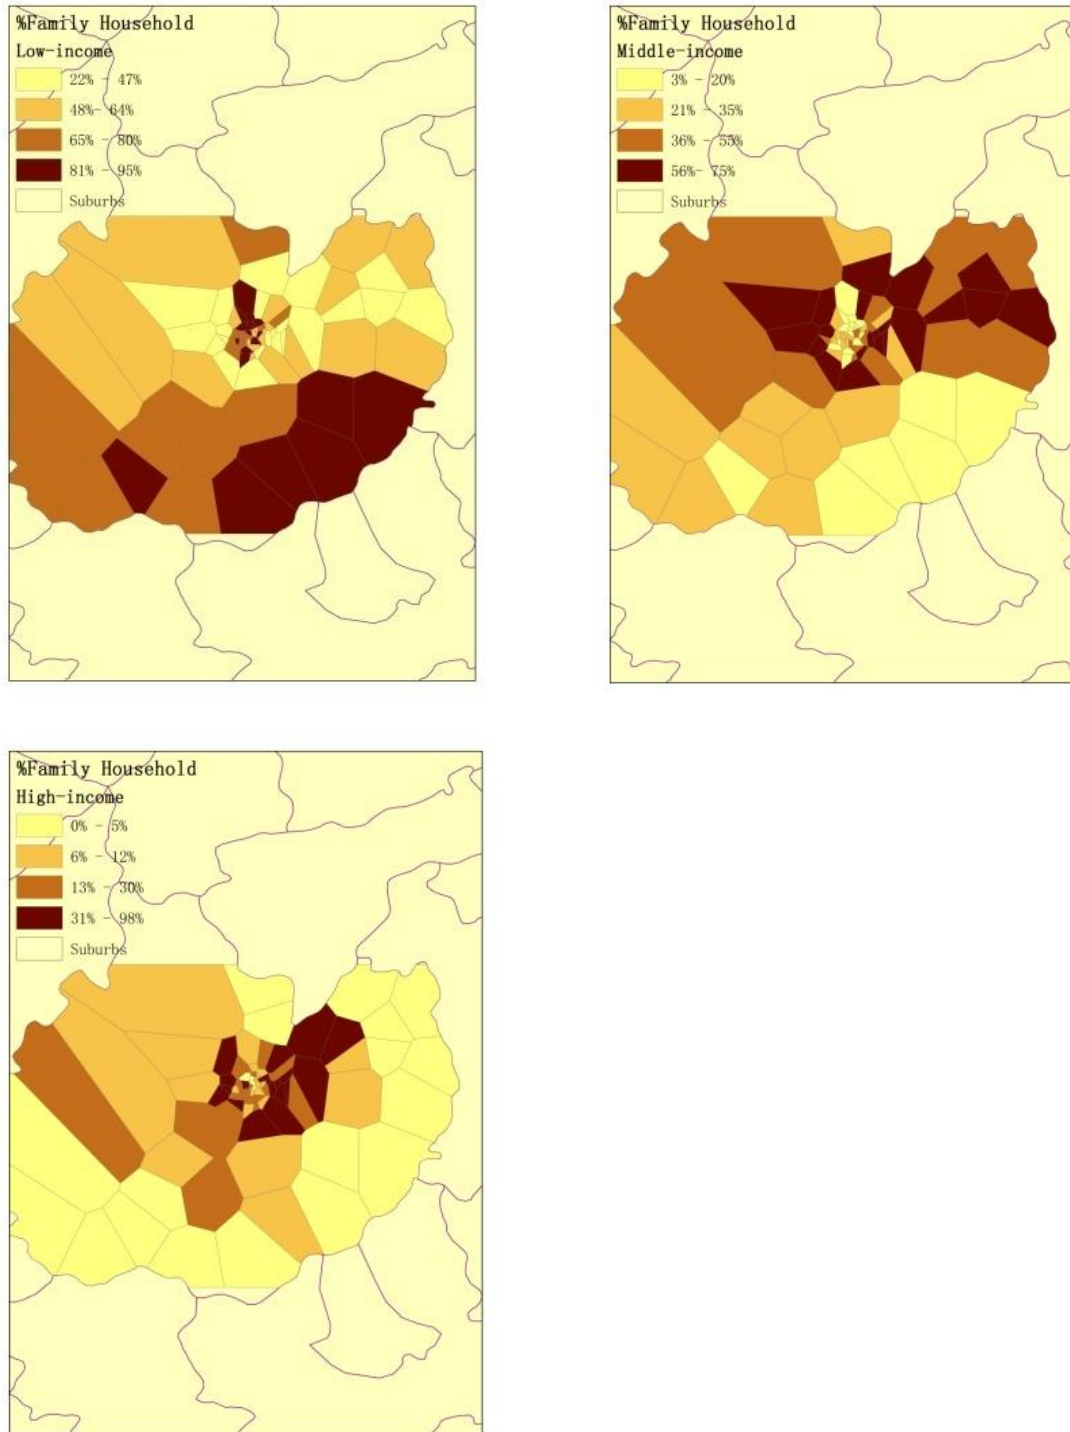 %Family Household
Low-income
22% - 47%
48%- 64%
65% - 80%
81% - 95%
Suburbs
%Family Household
Middle-income
3% - 20%
21% - 35%
36% - 55%
56%- 75%
Suburbs
%Family Household
High-income
0% - 5%
6% - 12%
13% - 30%
31% - 98%
Suburbs